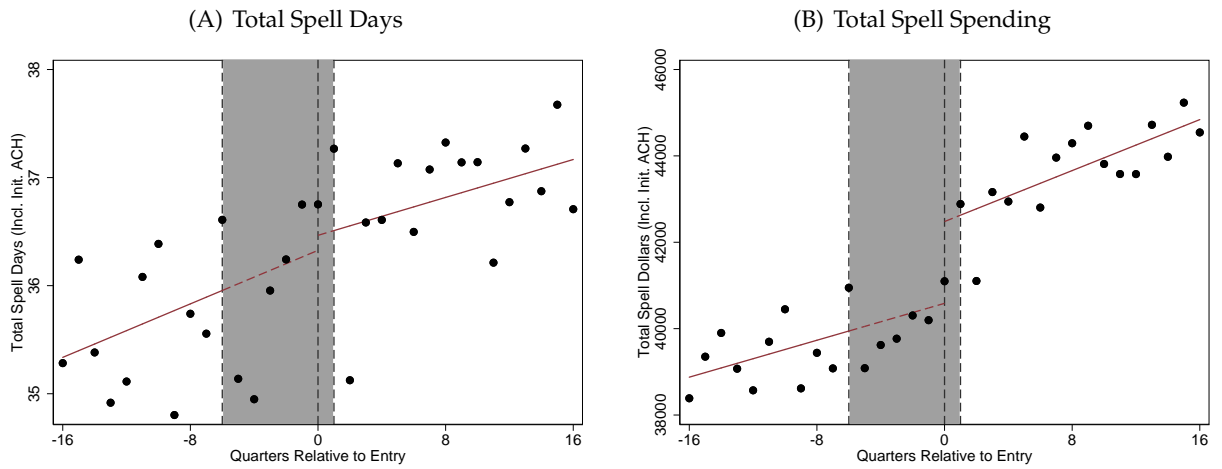 (A) Total Spell Days
Total Spell Days (Incl. Init. ACH)
38
37
36
35
-16 -8 0 8 16
Quarters Relative to Entry
(B) Total Spell Spending
Total Spell Dollars (Incl. Init. ACH)
46000
44000
42000
40000
38000
-16 -8 0 8 16
Quarters Relative to Entry